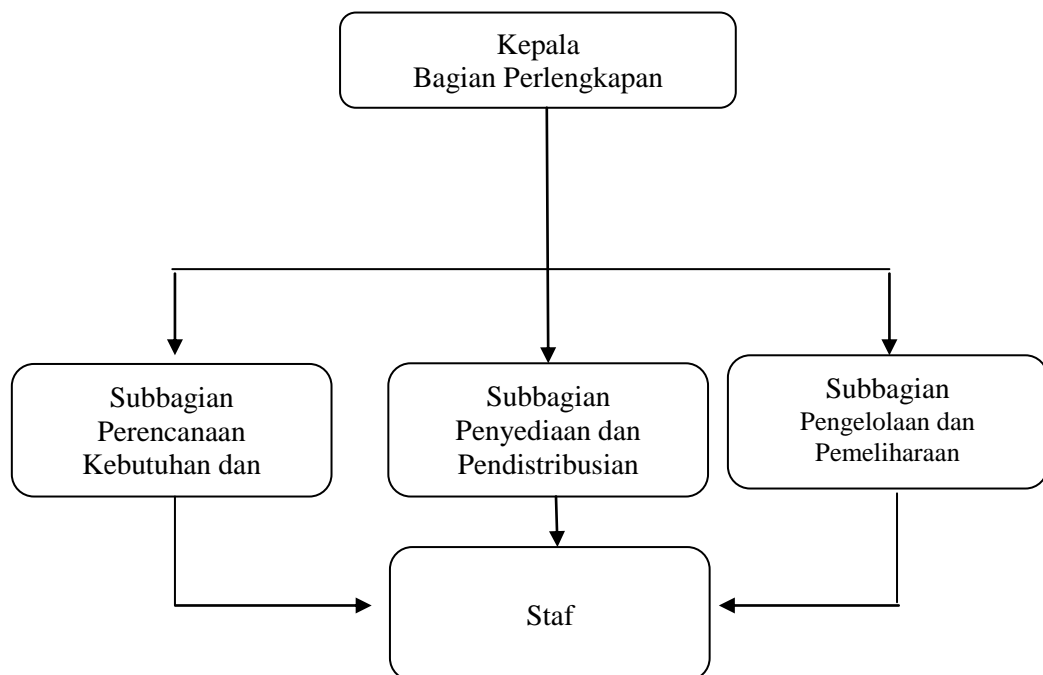 Kepala
Bagian Perlengkapan
Subbagian
Perencanaan
Kebutuhan dan
Subbagian
Penyediaan dan
Pendistribusian
Subbagian
Pengelolaan dan
Pemeliharaan
Staf